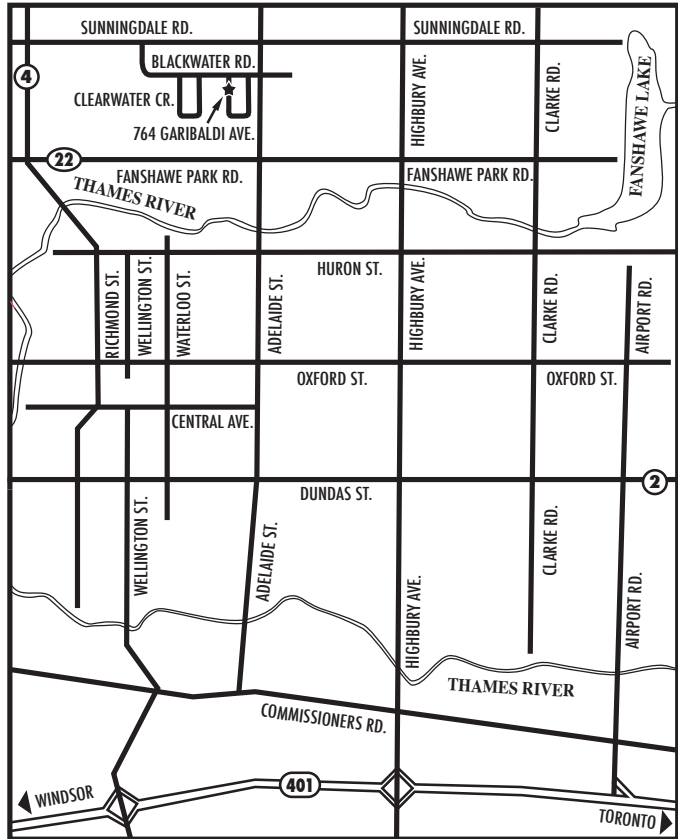 SUNNINGDALE RD. SUNNINGDALE RD.
BLACKWATER RD.
4
CLEARWATER CR.
764 GARIBALDI AVE.
HIGHBURY AVE.
CLARKE RD.
FANSHAWE LAKE
22
FANSHAWE PARK RD. FANSHAWE PARK RD.
THAMES RIVER
HURON ST.
RICHMOND ST.
WELLINGTON ST.
WATERLOO ST.
ADELAIDE ST.
HIGHBURY AVE.
CLARKE RD.
AIRPORT RD.
OXFORD ST. OXFORD ST.
CENTRAL AVE.
2
DUNDAS ST.
WELLINGTON ST.
ADELAIDE ST.
HIGHBURY AVE.
CLARKE RD.
AIRPORT RD.
THAMES RIVER
COMMISSIONERS RD.
401
WINDSOR
TORONTO